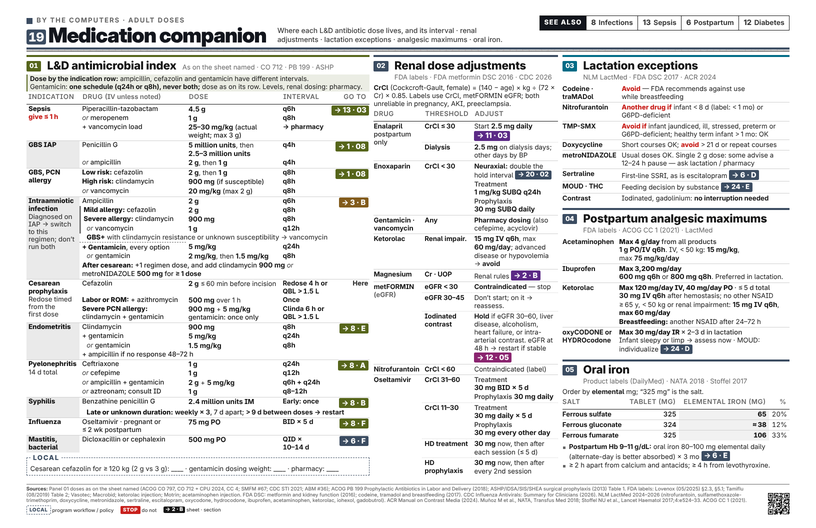 BY THE COMPUTERS · ADULT DOSES
19 Medication companion
Where each L&D antibiotic dose lives, and its interval · renal
adjustments · lactation exceptions · analgesic maximums · oral iron.
SEE ALSO 8 Infections 13 Sepsis 6 Postpartum 12 Diabetes
01 L&D antimicrobial index As on the sheet named · CO 712 · PB 199 · ASHP
Dose by the indication row: ampicillin, cefazolin and gentamicin have different intervals.
Gentamicin: one schedule (q24h or q8h), never both; dose as on its row. Levels, renal dosing: pharmacy.
INDICATION DRUG (IV unless noted) DOSE INTERVAL GO TO
Sepsis Piperacillin-tazobactam 4.5 g q6h → 13 · 03
give ≤ 1 h or meropenem 1 g q8h
+ vancomycin load 25–30 mg/kg (actual → pharmacy
weight; max 3 g)
GBS IAP Penicillin G 5 million units, then q4h → 1 · 08
2.5–3 million units
or ampicillin 2 g, then 1 g q4h
GBS, PCN Low risk: cefazolin 2 g, then 1 g q8h → 1 · 08
allergy High risk: clindamycin 900 mg (if susceptible) q8h
or vancomycin 20 mg/kg (max 2 g) q8h
Intraamniotic Ampicillin 2 g q6h → 3 · B
infection Mild allergy: cefazolin 2 g q8h
Diagnosed on Severe allergy: clindamycin 900 mg q8h
IAP → switch or vancomycin 1 g q12h
to this GBS+ with clindamycin resistance or unknown susceptibility → vancomycin
regimen; don't + Gentamicin, every option 5 mg/kg q24h
run both or gentamicin 2 mg/kg, then 1.5 mg/kg q8h
After cesarean: +1 regimen dose, and add clindamycin 900 mg or
metroNIDAZOLE 500 mg for ≥ 1 dose
Cesarean Cefazolin 2 g ≤ 60 min before incision Redose 4 h or Here
prophylaxis QBL > 1.5 L
Redose timed Labor or ROM: + azithromycin 500 mg over 1 h Once
from the Severe PCN allergy: 900 mg + 5 mg/kg Clinda 6 h or
first dose clindamycin + gentamicin gentamicin: once only QBL > 1.5 L
Endometritis Clindamycin 900 mg q8h → 8 · E
+ gentamicin 5 mg/kg q24h
or gentamicin 1.5 mg/kg q8h
+ ampicillin if no response 48–72 h
Pyelonephritis Ceftriaxone 1 g q24h → 8 · A
14 d total or cefepime 1 g q12h
or ampicillin + gentamicin 2 g + 5 mg/kg q6h + q24h
or aztreonam; consult ID 1 g q8–12h
Syphilis Benzathine penicillin G 2.4 million units IM Early: once → 8 · B
Late or unknown duration: weekly × 3, 7 d apart; > 9 d between doses → restart
Influenza Oseltamivir · pregnant or 75 mg PO BID × 5 d → 8 · F
≤ 2 wk postpartum
Mastitis, Dicloxacillin or cephalexin 500 mg PO QID × → 6 · F
bacterial 10–14 d
LOCAL
Cesarean cefazolin for ≥ 120 kg (2 g vs 3 g): ____ · gentamicin dosing weight: ____ · pharmacy: ____
02 Renal dose adjustments
FDA labels · FDA metformin DSC 2016 · CDC 2026
CrCl (Cockcroft-Gault, female) = (140 − age) × kg ÷ (72 ×
Cr) × 0.85. Labels use CrCl, metFORMIN eGFR; both
unreliable in pregnancy, AKI, preeclampsia.
DRUG THRESHOLD ADJUST
Enalapril CrCl ≤ 30 Start 2.5 mg daily
postpartum → 11 · 03
only Dialysis 2.5 mg on dialysis days;
other days by BP
Enoxaparin CrCl < 30 Neuraxial: double the
hold interval → 20 · 02
Treatment
1 mg/kg SUBQ q24h
Prophylaxis
30 mg SUBQ daily
Gentamicin · Any Pharmacy dosing (also
vancomycin cefepime, acyclovir)
Ketorolac Renal impair. 15 mg IV q6h, max
60 mg/day; advanced
disease or hypovolemia
→ avoid
Magnesium Cr · UOP Renal rules → 2 · B
metFORMIN eGFR < 30 Contraindicated — stop
(eGFR) eGFR 30–45 Don't start; on it →
reassess.
Iodinated Hold if eGFR 30–60, liver
contrast disease, alcoholism,
heart failure, or intra-
arterial contrast. eGFR at
48 h → restart if stable
→ 12 · 05
Nitrofurantoin CrCl < 60 Contraindicated (label)
Oseltamivir CrCl 31–60 Treatment
30 mg BID × 5 d
Prophylaxis 30 mg daily
CrCl 11–30 Treatment
30 mg daily × 5 d
Prophylaxis
30 mg every other day
HD treatment 30 mg now, then after
each session (≤ 5 d)
HD 30 mg now, then after
prophylaxis every 2nd session
03 Lactation exceptions
NLM LactMed · FDA DSC 2017 · ACR 2024
Codeine · Avoid — FDA recommends against use
traMADol while breastfeeding
Nitrofurantoin Another drug if infant < 8 d (label: < 1 mo) or
G6PD-deficient
TMP-SMX Avoid if infant jaundiced, ill, stressed, preterm or
G6PD-deficient; healthy term infant > 1 mo: OK
Doxycycline Short courses OK; avoid > 21 d or repeat courses
metroNIDAZOLE Usual doses OK. Single 2 g dose: some advise a
12–24 h pause — ask lactation / pharmacy
Sertraline First-line SSRI, as is escitalopram → 6 · D
MOUD · THC Feeding decision by substance → 24 · E
Contrast Iodinated, gadolinium: no interruption needed
04 Postpartum analgesic maximums
FDA labels · ACOG CC 1 · LactMed
Acetaminophen Max 4 g/day from all products
1 g PO/IV q6h. IV, < 50 kg: 15 mg/kg,
max 75 mg/kg/day
Ibuprofen Max 3,200 mg/day
600 mg q6h or 800 mg q8h. Preferred in lactation.
Ketorolac Max 120 mg/day IV, 40 mg/day PO · ≤ 5 d total
30 mg IV q6h after hemostasis; no other NSAID
≥ 65 y, < 50 kg or renal impairment: 15 mg IV q6h,
max 60 mg/day
Breastfeeding: another NSAID after 24–72 h
oxyCODONE or Max 30 mg/day IR × 2–3 d in lactation
HYDROcodone Infant sleepy or limp → assess now · MOUD:
individualize → 24 · D
05 Oral iron
Product labels (DailyMed) · NATA 2018 · Stoffel 2017
Order by elemental mg; "325 mg" is the salt.
SALT TABLET (MG) ELEMENTAL IRON (MG) %
Ferrous sulfate 325 65 20%
Ferrous gluconate 324 ≈ 38 12%
Ferrous fumarate 325 106 33%
Postpartum Hb 9–11 g/dL: oral iron 80–100 mg elemental daily
(alternate-day is better absorbed) × 3 mo → 6 · D
≥ 2 h apart from calcium and antacids; ≥ 4 h from levothyroxine.
LOCAL program workflow / policy STOP do not → 2 · B sheet · section